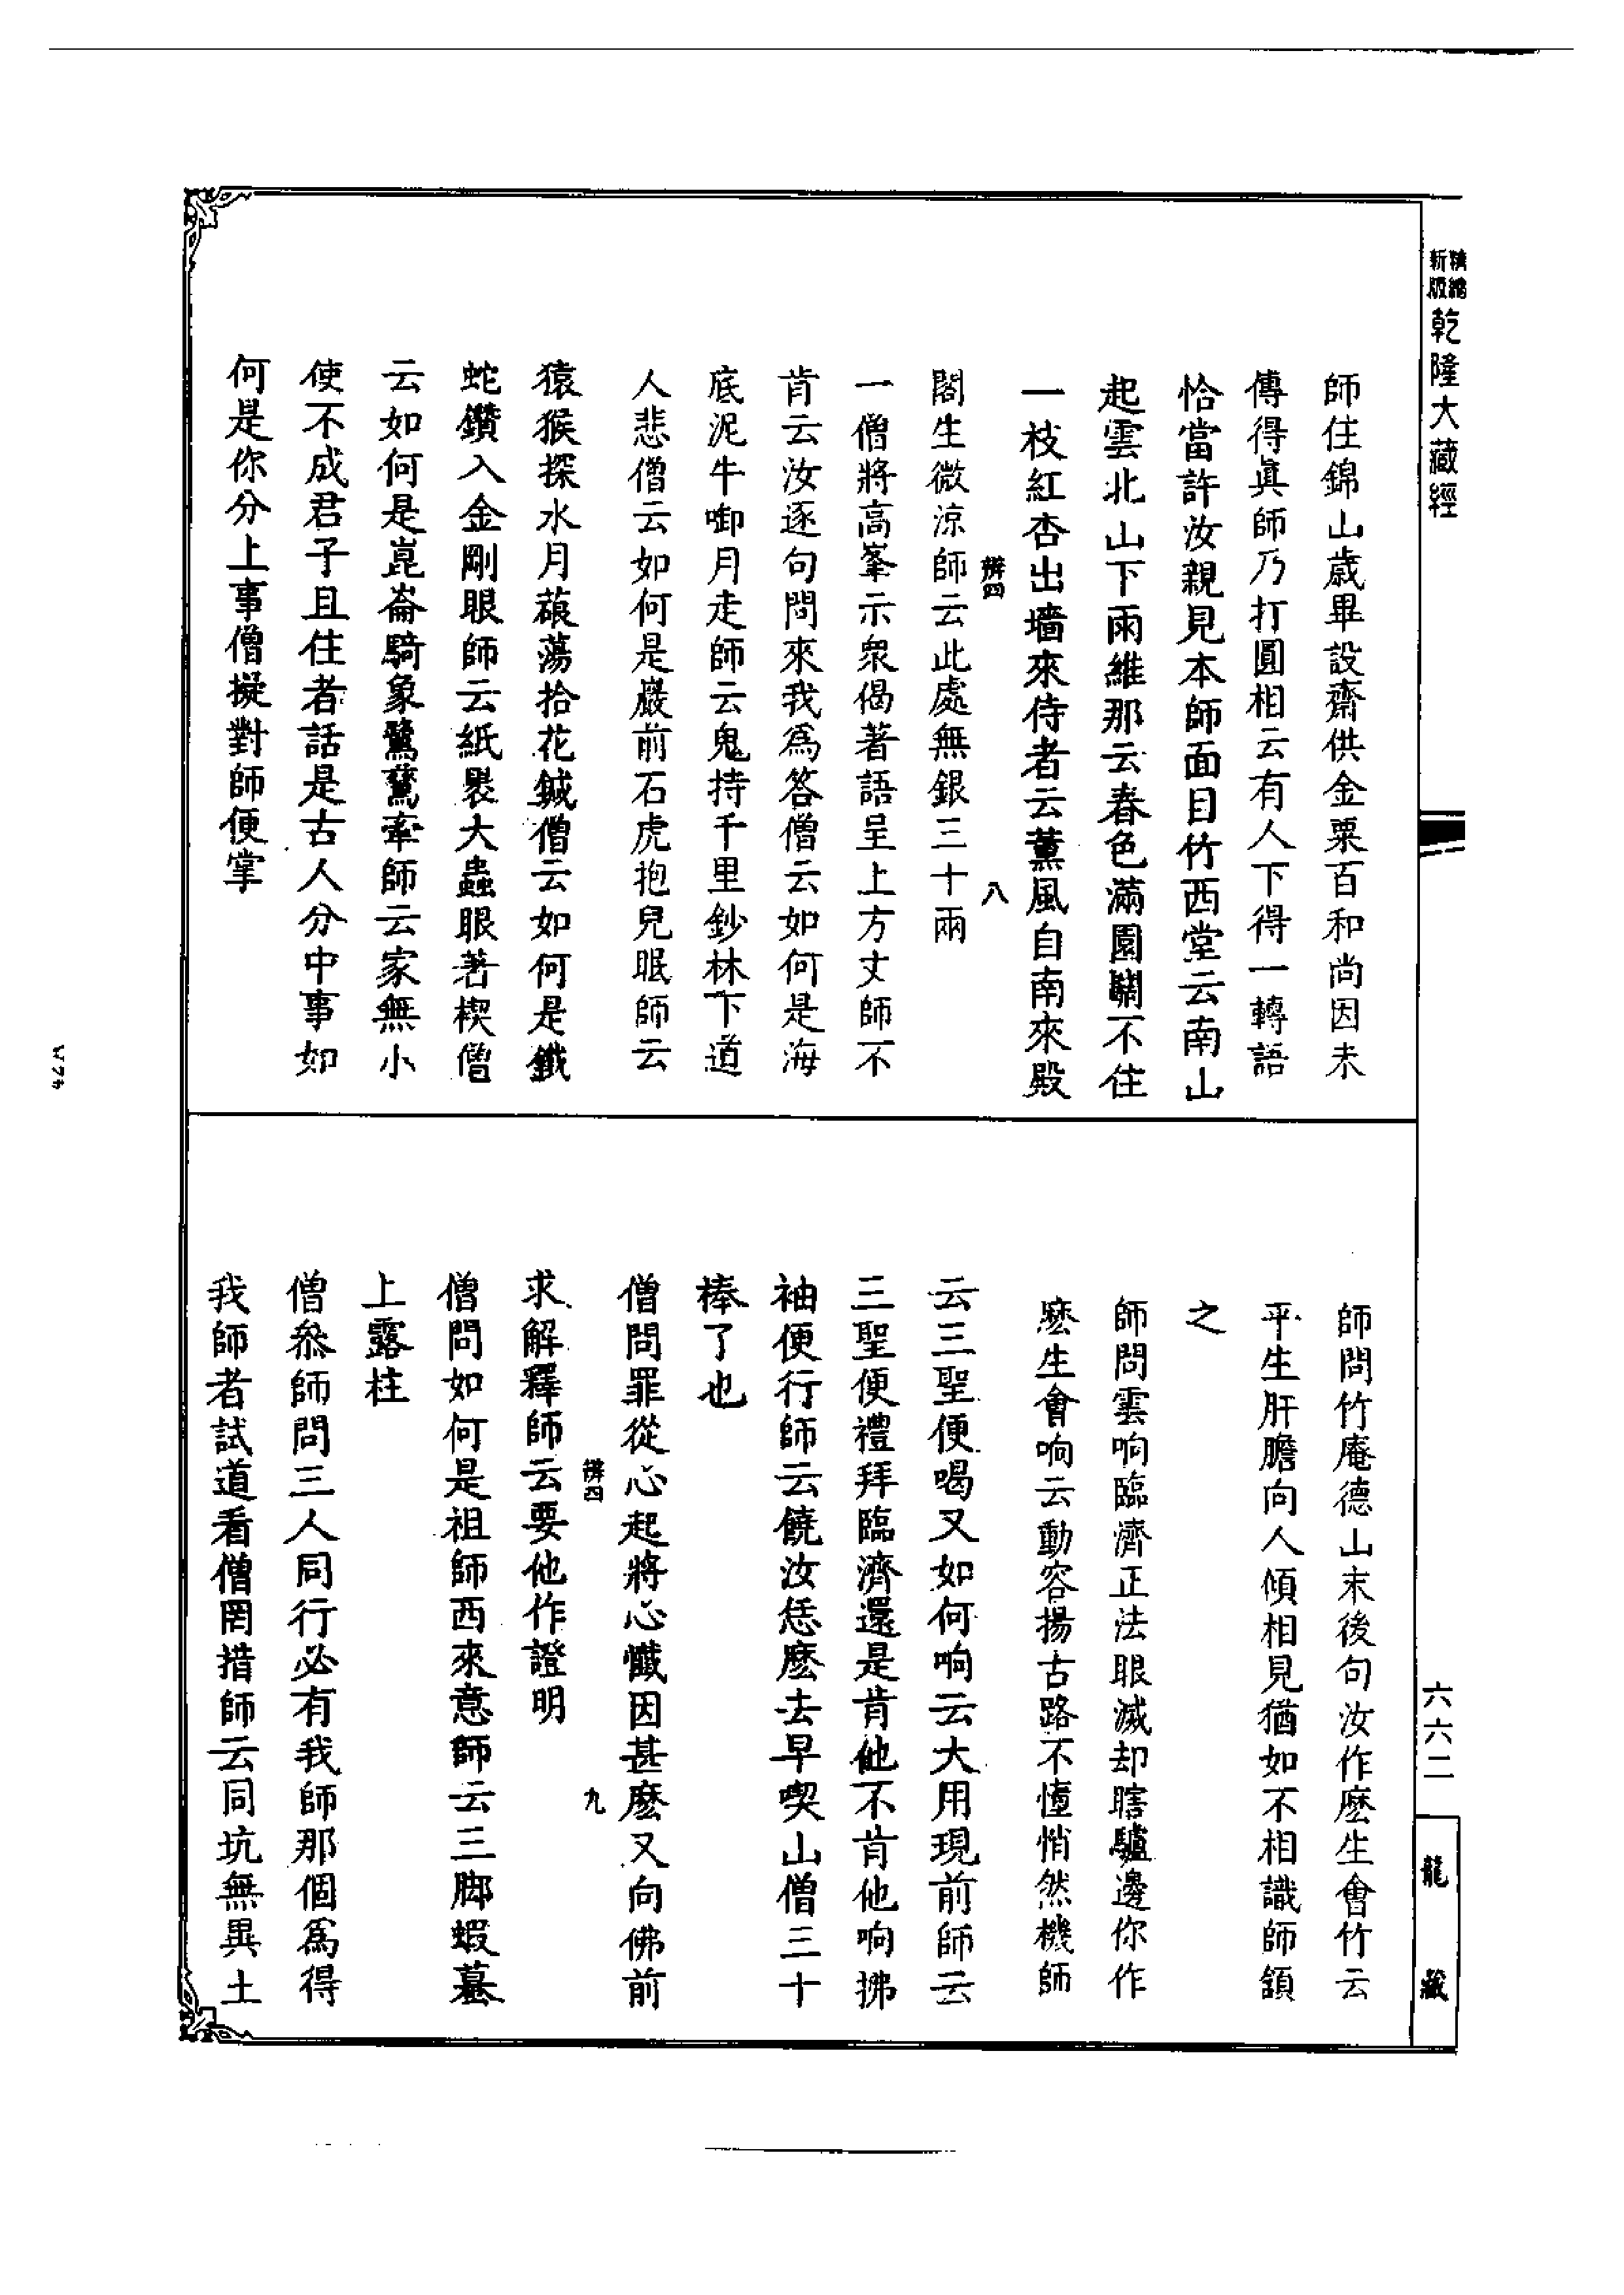 精縮新版
乾隆大藏經
師住錦山歲畢設齋供金粟百和尚因未
傳得眞師乃打圓相云有人下得一轉語
恰當許汝親見本師面目竹西堂云南山
起雲北山下雨維那云春色滿園關不住
一枝紅杏出墻來侍者云薰風自南來殿
辨四
八
閣生微涼師云此處無銀三十兩
一僧將高峯示衆偈著語呈上方丈師不
肯云汝逐句問來我爲答僧云如何是海
底泥牛啣月走師云鬼持千里鈔林下道
人悲僧云如何是巖前石虎抱兒眠師云
猿猴探水月蒗蕩拾花鍼僧云如何是鐵
蛇鑽入金剛眼師云紙裹大蟲眼著楔僧
云如何是崑崙騎象鷺鷥牽師云家無小
使不成君子且住者話是古人分中事如
何是你分上事僧擬對師便掌
師問竹庵德山末後句汝作麽生會竹云
平生肝膽向人傾相見猶如不相識師頷
之
師問雲响臨濟正法眼滅却瞎驢邊你作
麽生會响云動容揚古路不墮悄然機師
云三聖便喝又如何响云大用現前師云
三聖便禮拜臨濟還是肯他不肯他响拂
袖便行師云饒汝恁麽去早喫山僧三十
棒了也
僧問罪從心起將心懺因甚麽又向佛前
辨四
九
求解釋師云要他作證明
僧問如何是祖師西來意師云三脚蝦蟇
上露柱
僧叅師問三人同行必有我師那個爲得
我師者試道看僧罔措師云同坑無異土
六六二
龍藏